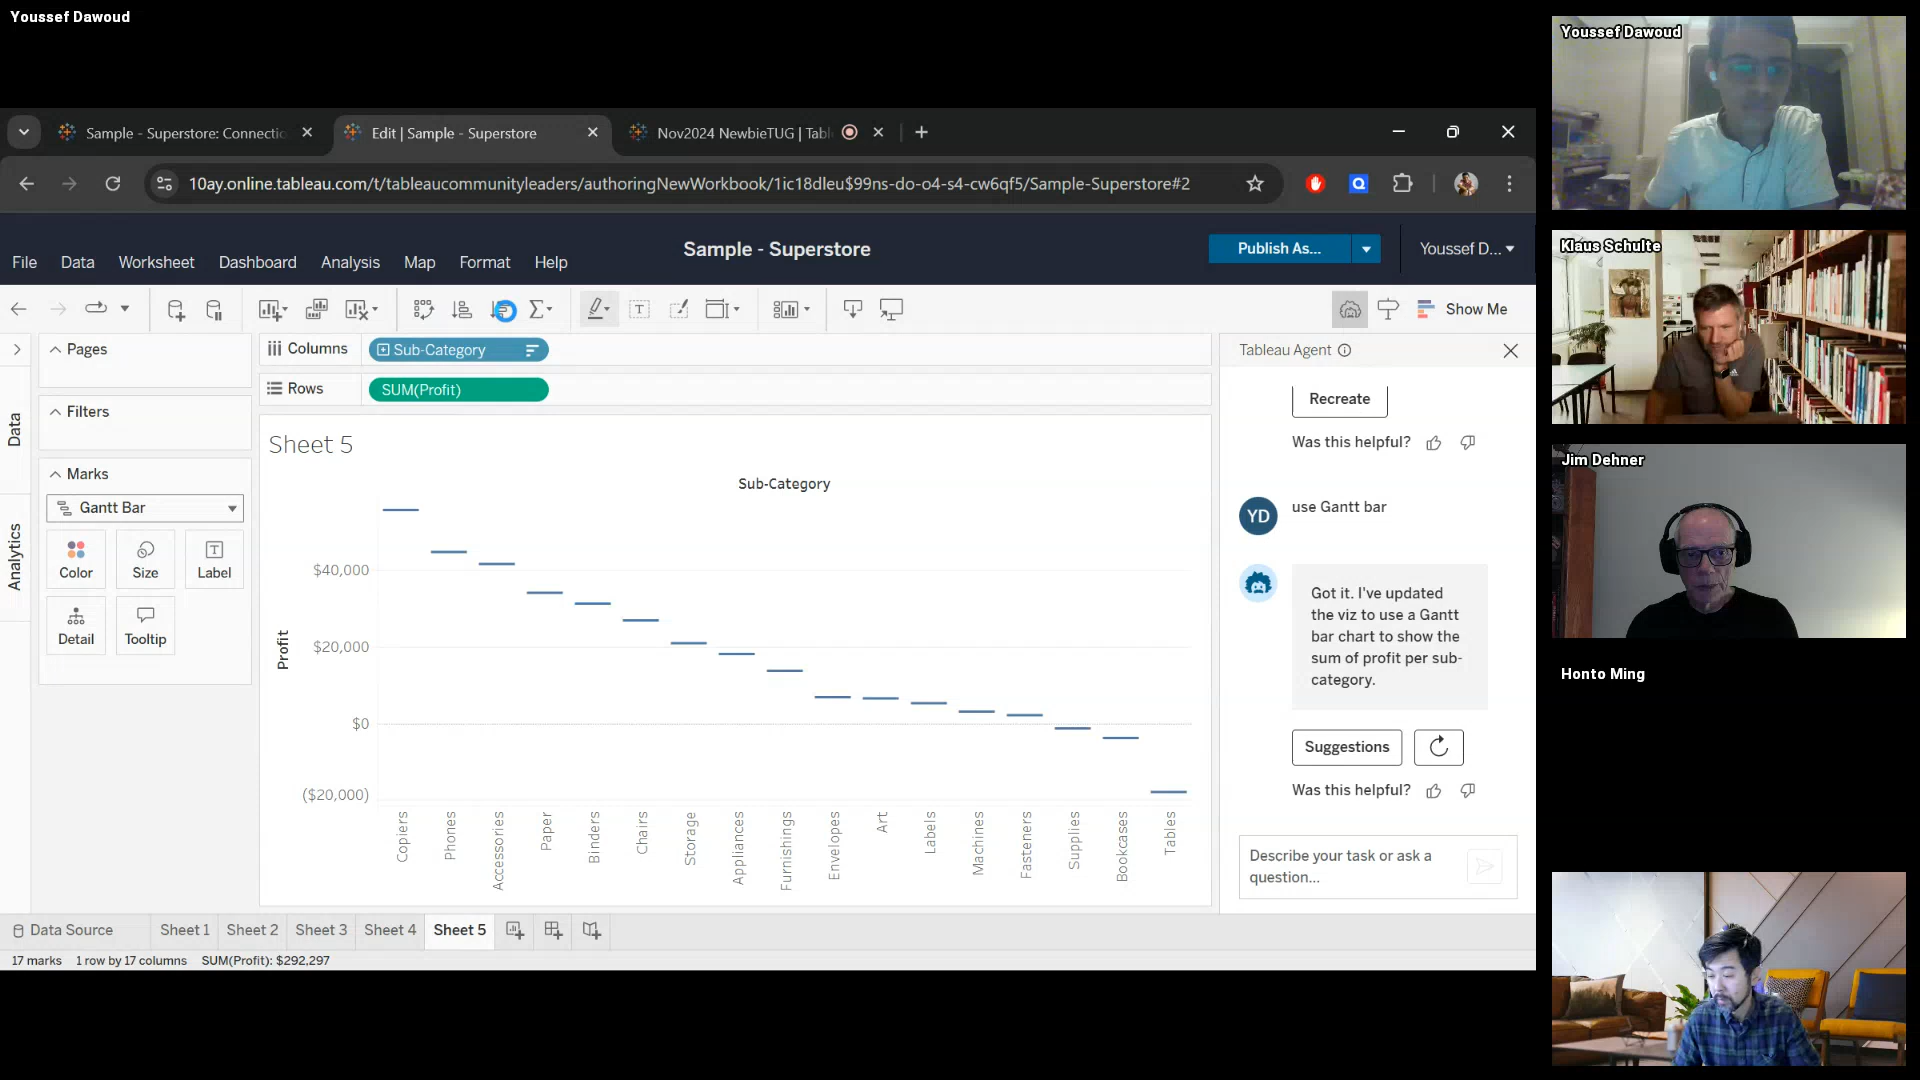 Youssef Dawoud
Sample - Superstore: Connectio
Edit | Sample - Superstore
Nov2024 NewbieTUG | Tabl
10ay.online.tableau.com/t/tableaucommunityleaders/authoringNewWorkbook/1ic18dleu$99ns-do-o4-s4-cw6qf5/Sample-Superstore#2
File Data Worksheet Dashboard Analysis Map Format Help
Sample - Superstore
Publish As...
Youssef D...
Show Me
Data
Analytics
Pages
Filters
Marks
Gantt Bar
Color
Size
Label
Detail
Tooltip
Columns
Sub-Category
Rows
SUM(Profit)
Sheet 5
Sub-Category
Profit
$40,000
$20,000
$0
($20,000)
Copiers
Phones
Accessories
Paper
Binders
Chairs
Storage
Appliances
Furnishings
Envelopes
Art
Labels
Machines
Fasteners
Supplies
Bookcases
Tables
Tableau Agent
Recreate
Was this helpful?
YD
use Gantt bar
Got it. I've updated
the viz to use a Gantt
bar chart to show the
sum of profit per sub-
category.
Suggestions
Was this helpful?
Describe your task or ask a
question...
Data Source
Sheet 1
Sheet 2
Sheet 3
Sheet 4
Sheet 5
17 marks
1 row by 17 columns
SUM(Profit): $292,297
Youssef Dawoud
Klaus Schulte
Jim Dehner
Honto Ming